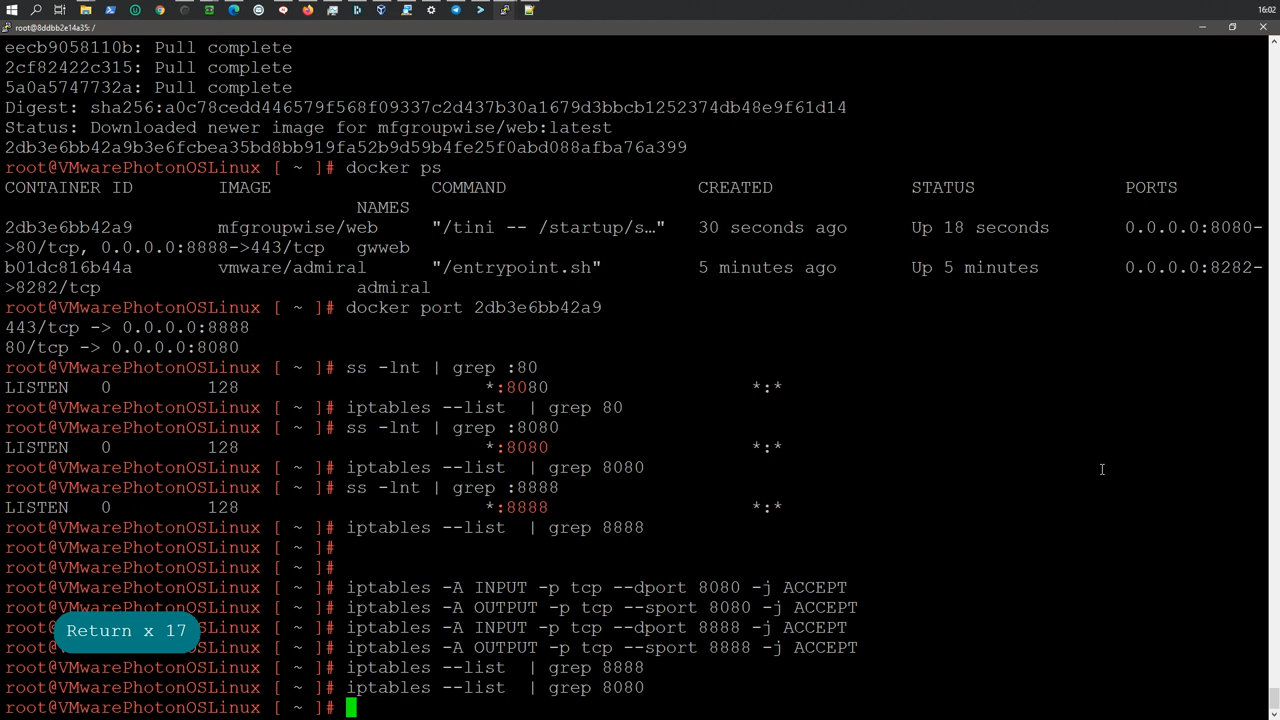 16:02
root@8ddbb2e14a35: /
eecb9058110b: Pull complete
2cf82422c315: Pull complete
5a0a5747732a: Pull complete
Digest: sha256:a0c78cedd446579f568f09337c2d437b30a1679d3bbcb1252374db48e9f61d14
Status: Downloaded newer image for mfgroupwise/web:latest
2db3e6bb42a9b3e6fcbea35bd8bb919fa52b9d59b4fe25f0abd088afba76a399
root@VMwarePhotonOSLinux [ ~ ]# docker ps
CONTAINER ID        IMAGE               COMMAND                  CREATED             STATUS              PORTS
NAMES
2db3e6bb42a9        mfgroupwise/web     "/tini -- /startup/s…"   30 seconds ago      Up 18 seconds       0.0.0.0:8080-
>80/tcp, 0.0.0.0:8888->443/tcp   gwweb
b01dc816b44a        vmware/admiral      "/entrypoint.sh"         5 minutes ago       Up 5 minutes        0.0.0.0:8282-
>8282/tcp                        admiral
root@VMwarePhotonOSLinux [ ~ ]# docker port 2db3e6bb42a9
443/tcp -> 0.0.0.0:8888
80/tcp -> 0.0.0.0:8080
root@VMwarePhotonOSLinux [ ~ ]# ss -lnt | grep :80
LISTEN   0         128                       *:8080                   *:*
root@VMwarePhotonOSLinux [ ~ ]# iptables --list  | grep 80
root@VMwarePhotonOSLinux [ ~ ]# ss -lnt | grep :8080
LISTEN   0         128                       *:8080                   *:*
root@VMwarePhotonOSLinux [ ~ ]# iptables --list  | grep 8080
root@VMwarePhotonOSLinux [ ~ ]# ss -lnt | grep :8888
LISTEN   0         128                       *:8888                   *:*
root@VMwarePhotonOSLinux [ ~ ]# iptables --list  | grep 8888
root@VMwarePhotonOSLinux [ ~ ]#
root@VMwarePhotonOSLinux [ ~ ]#
root@VMwarePhotonOSLinux [ ~ ]# iptables -A INPUT -p tcp --dport 8080 -j ACCEPT
root@VMwarePhotonOSLinux [ ~ ]# iptables -A OUTPUT -p tcp --sport 8080 -j ACCEPT
root@VMwarePhotonOSLinux [ ~ ]# iptables -A INPUT -p tcp --dport 8888 -j ACCEPT
root@VMwarePhotonOSLinux [ ~ ]# iptables -A OUTPUT -p tcp --sport 8888 -j ACCEPT
root@VMwarePhotonOSLinux [ ~ ]# iptables --list  | grep 8888
root@VMwarePhotonOSLinux [ ~ ]# iptables --list  | grep 8080
root@VMwarePhotonOSLinux [ ~ ]#
Return x 17